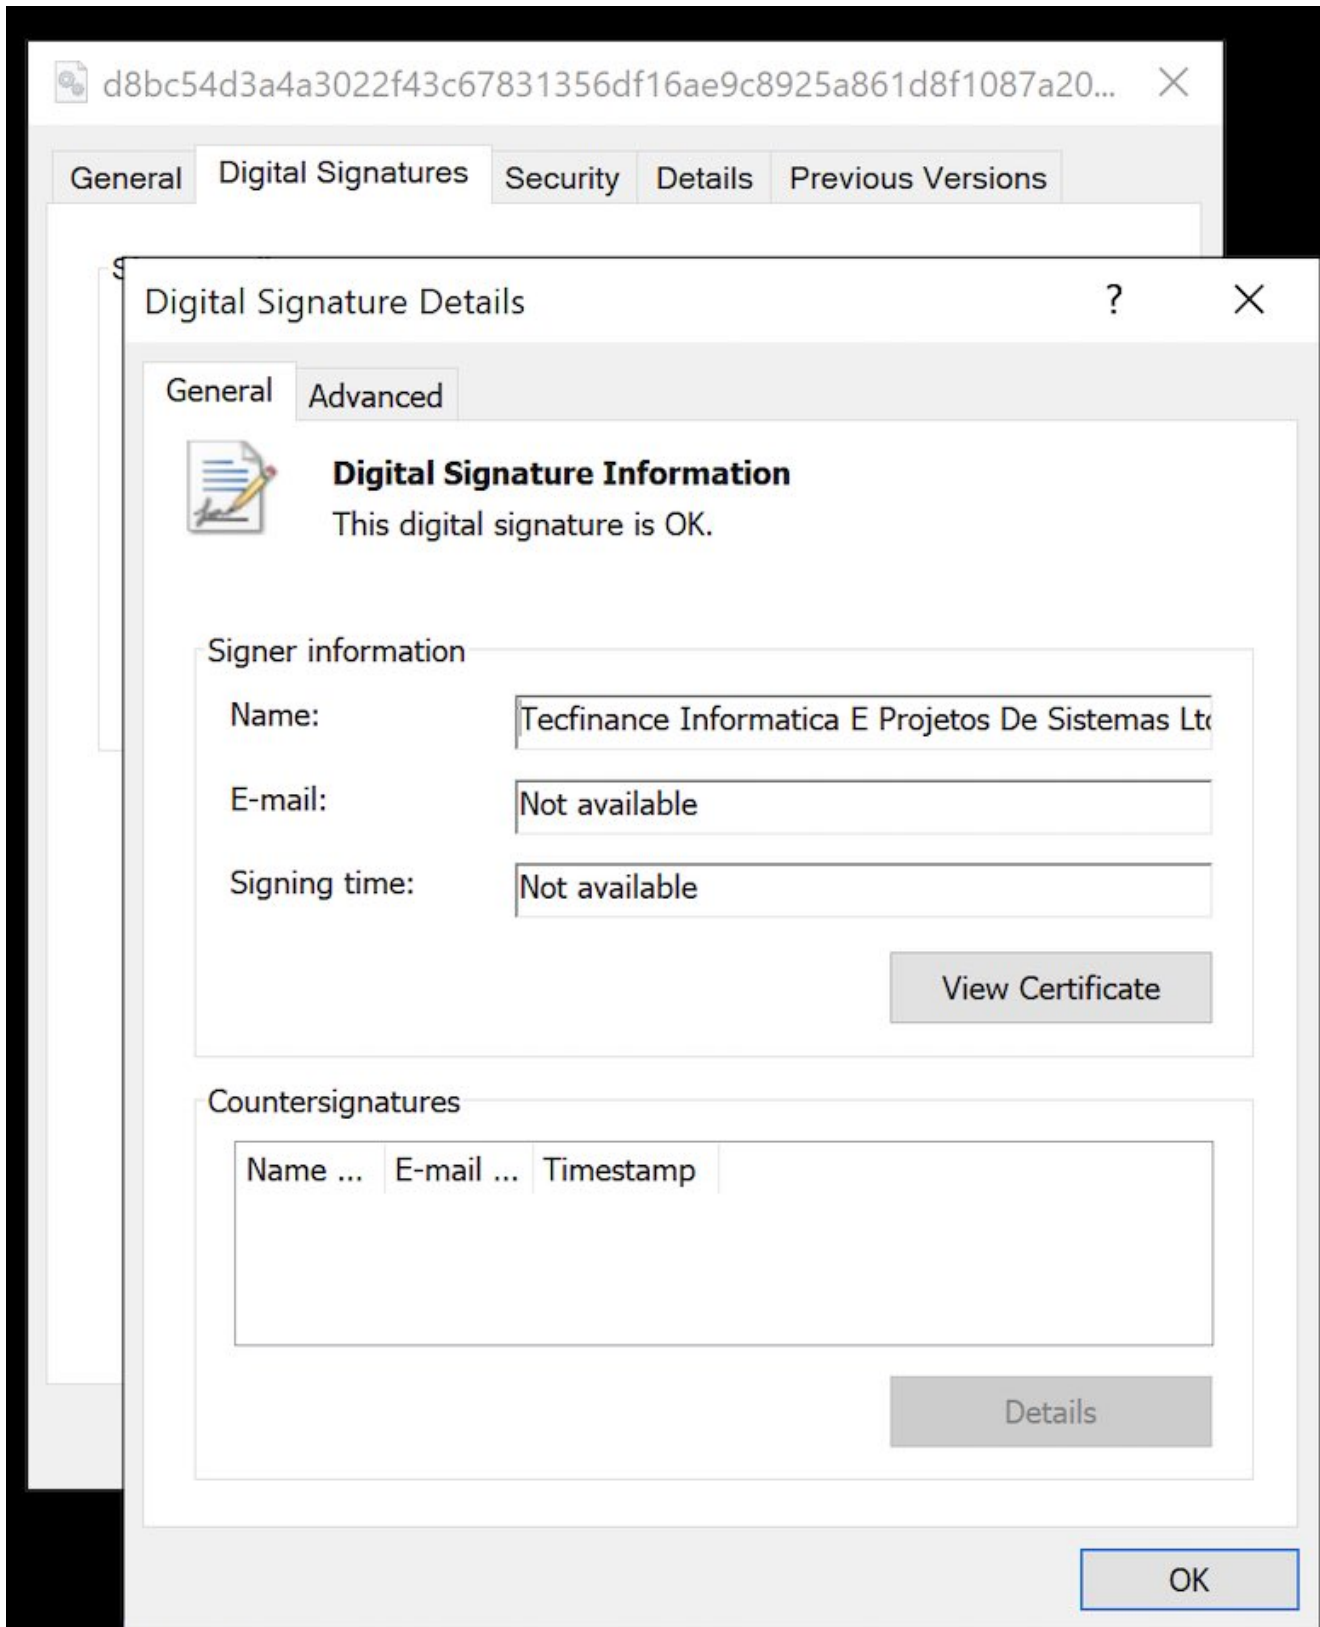 d8bc54d3a4a3022f43c67831356df16ae9c8925a861d8f1087a20...
General Digital Signatures Security Details Previous Versions
Digital Signature Details ?
General Advanced
Digital Signature Information
This digital signature is OK.
Signer information
Name: Tecfinance Informatica E Projetos De Sistemas Ltd
E-mail: Not available
Signing time: Not available
View Certificate
Countersignatures
Name ... E-mail ... Timestamp
Details
OK